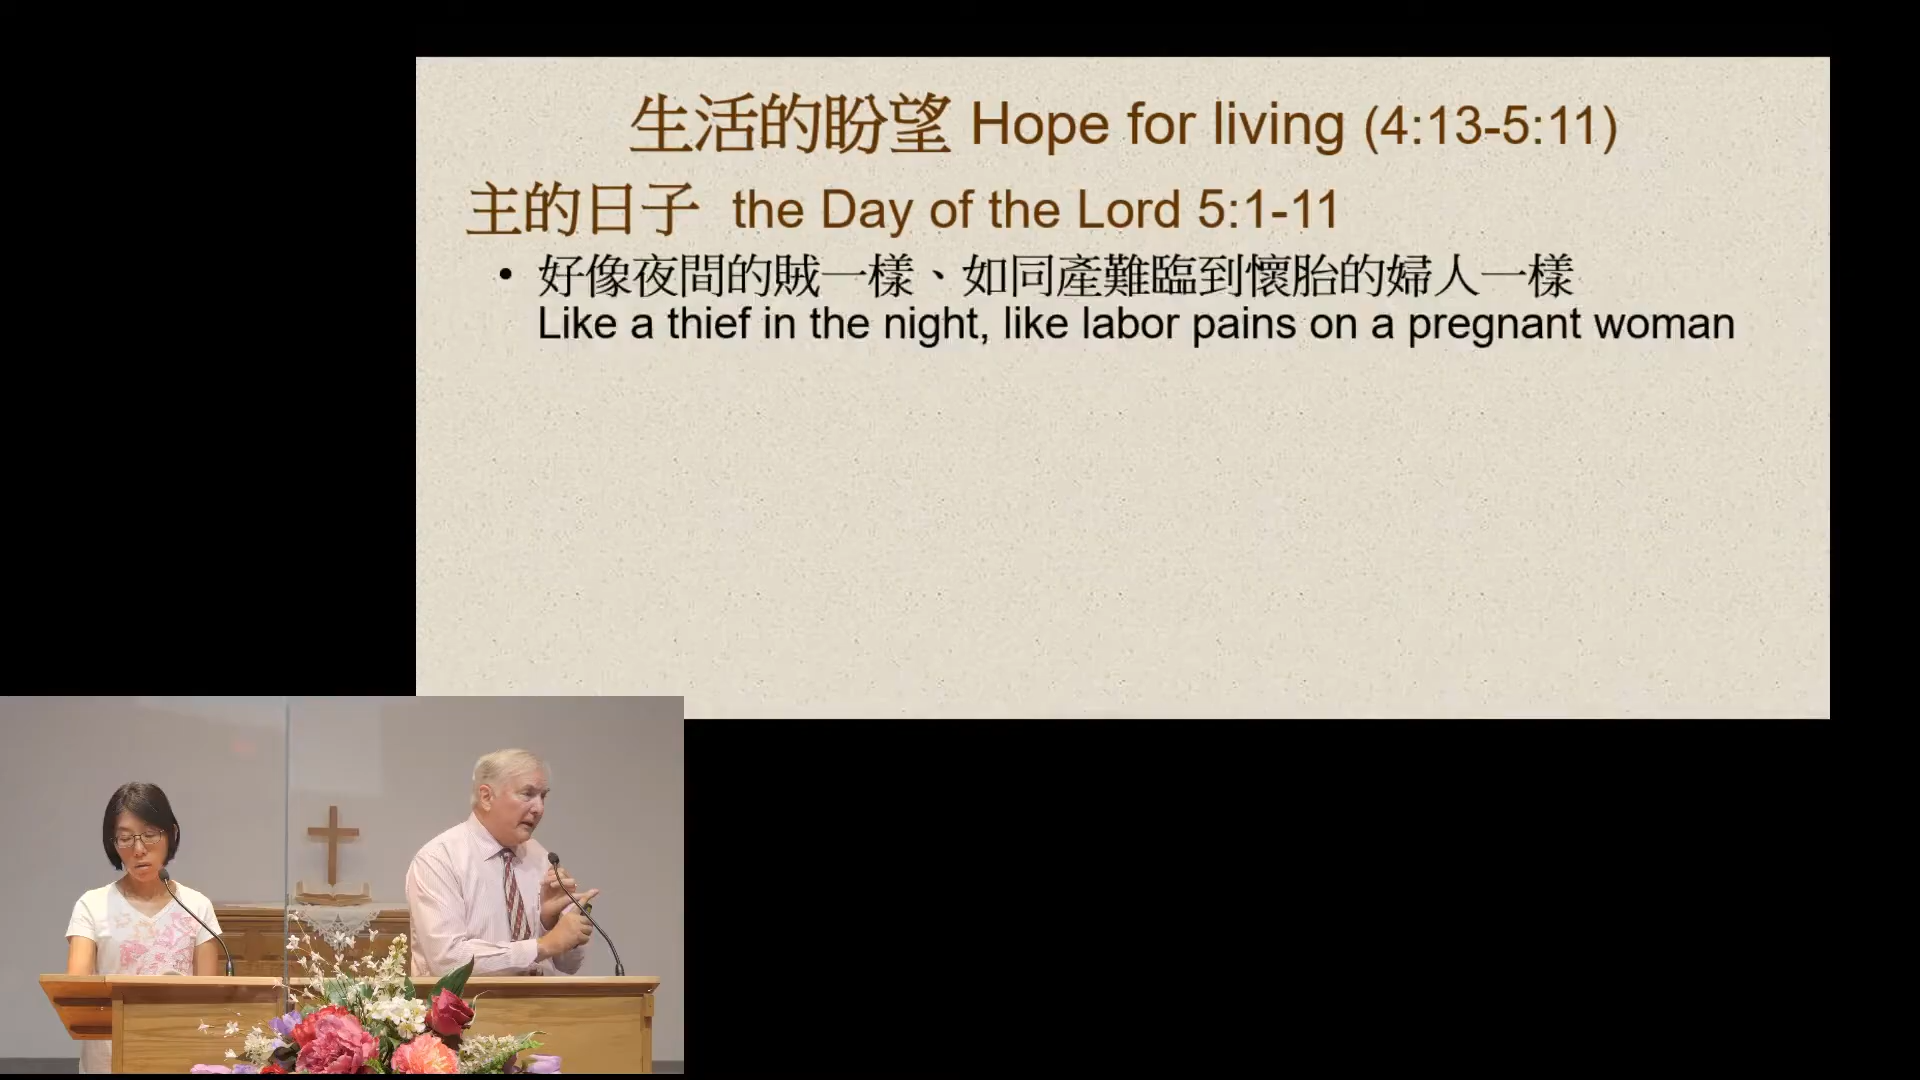 生活的盼望 Hope for living (4:13-5:11)
主的日子 the Day of the Lord 5:1-11
• 好像夜間的賊一樣、如同產難臨到懷胎的婦人一樣
Like a thief in the night, like labor pains on a pregnant woman